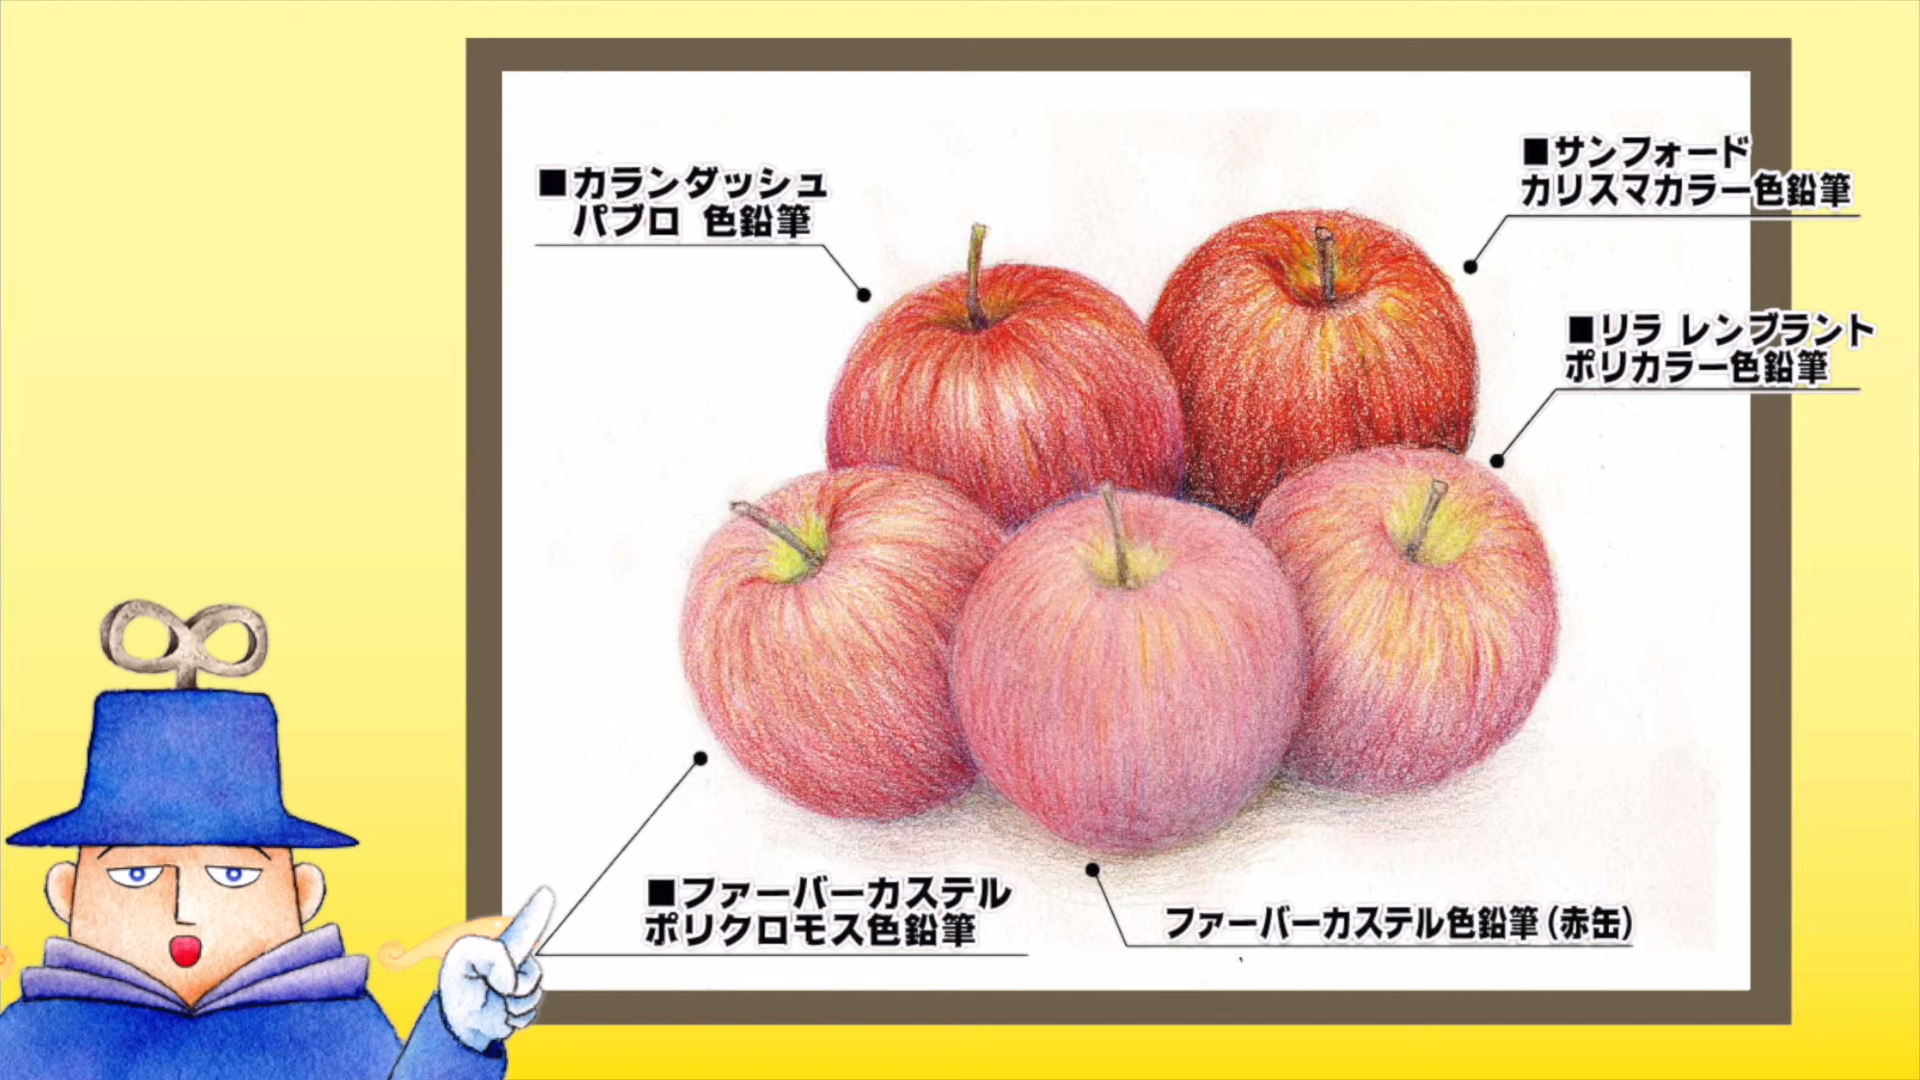 ■カランダッシュ
パブロ 色鉛筆
■サンフォード
カリスマカラー色鉛筆
■リラ レンブラント
ポリカラー色鉛筆
■ファーバーカステル
ポリクロモス色鉛筆
ファーバーカステル色鉛筆(赤缶)